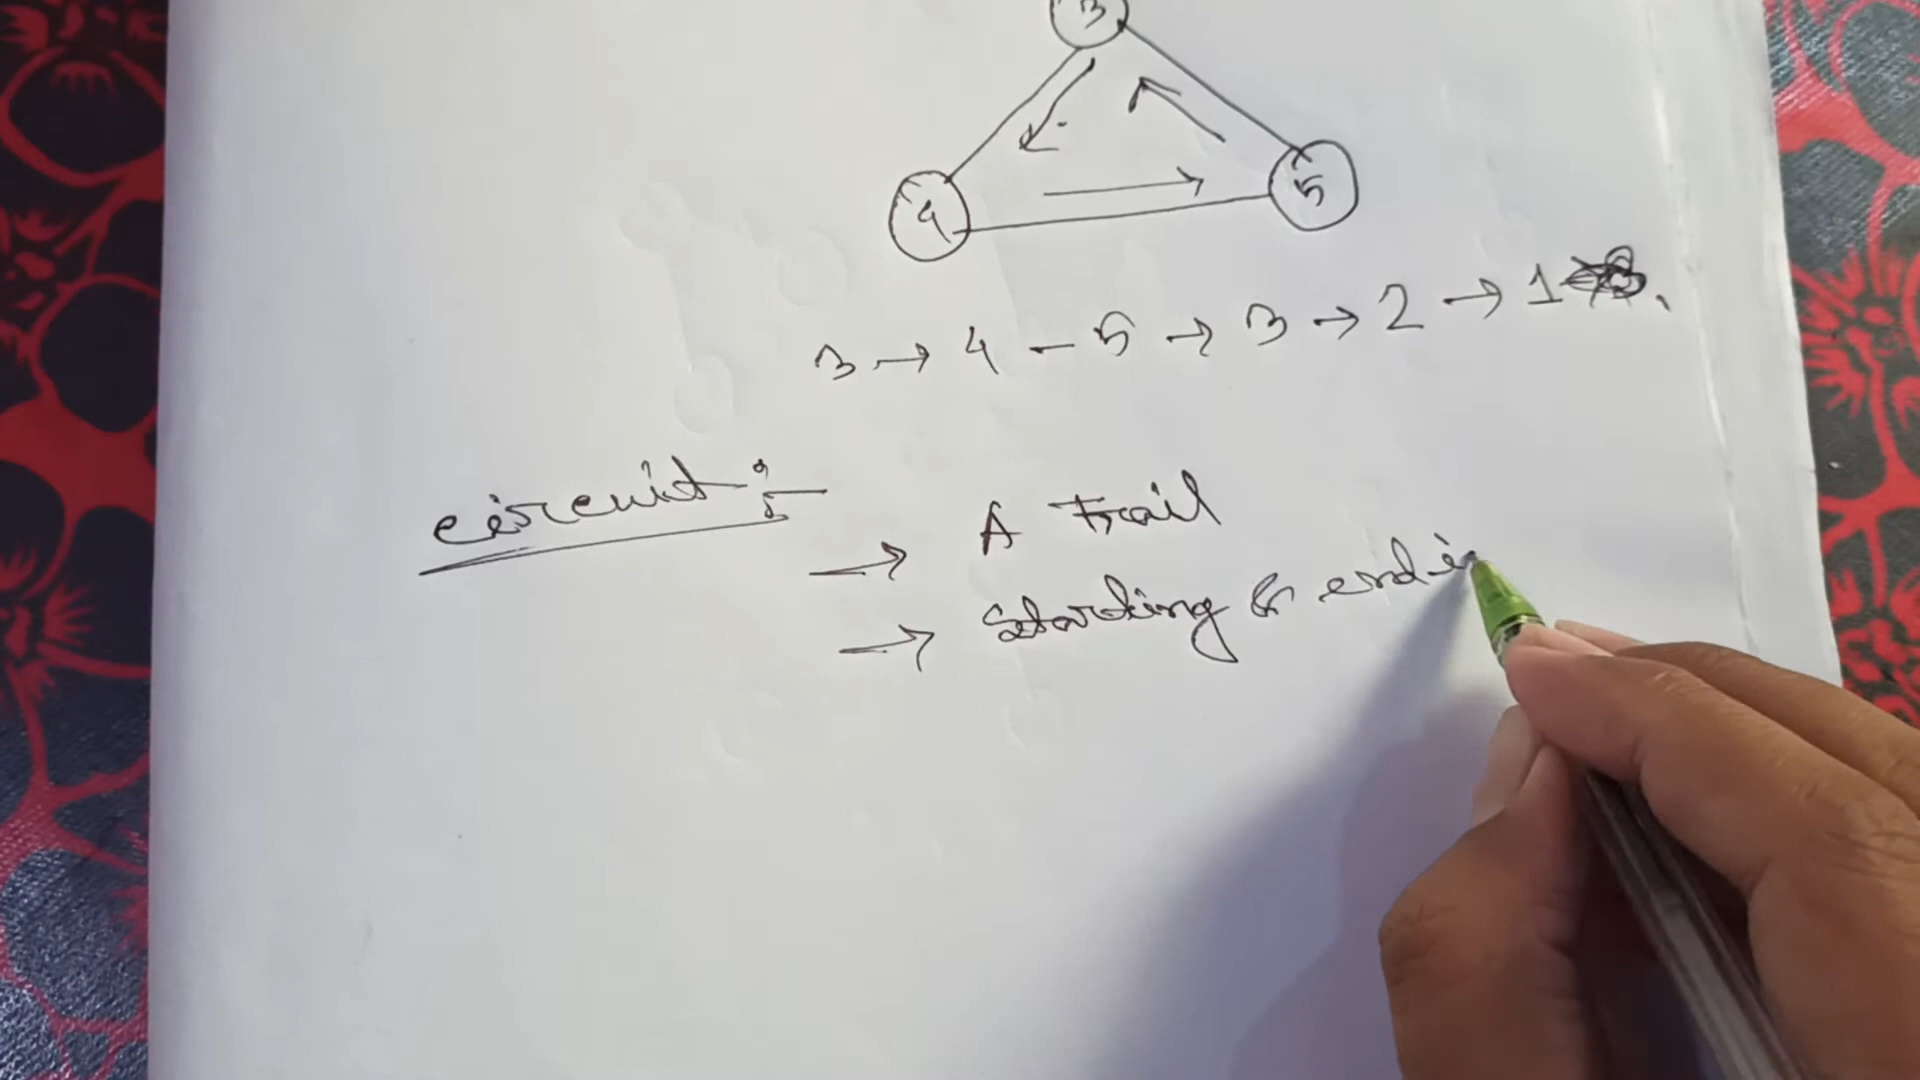 3
4
5
3 → 4 – 5 → 3 → 2 → 1
circuit :-
→ A trail
→ Starting & endi